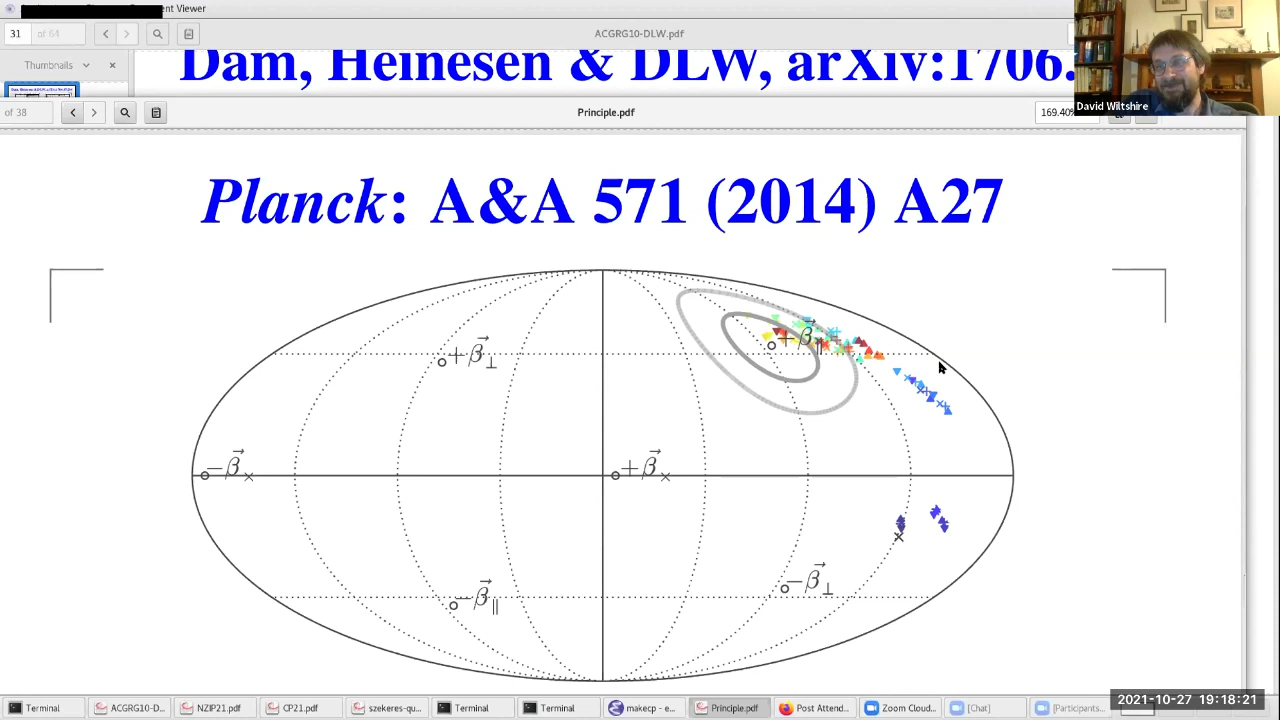 ent Viewer
31 of 64
ACGRG10-DLW.pdf
Thumbnails
Dam, Heinesen & DLW, arXiv:1706.
David Wiltshire
of 38
Principle.pdf
169.40%
Planck: A&A 571 (2014) A27
+β⃗∥
+β⃗⊥
−β⃗×
+β⃗×
−β⃗⊥
−β⃗∥
2021-10-27 19:18:21
Terminal
ACGRG10-D...
NZIP21.pdf
CP21.pdf
szekeres-qu...
Terminal
Terminal
makecp - e...
Principle.pdf
Post Attend...
Zoom Cloud...
[Chat]
[Participants...